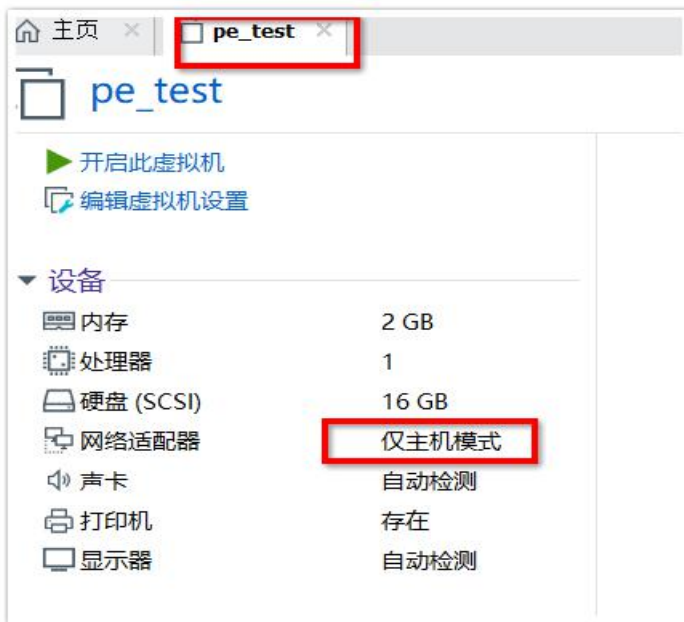 主页 × pe_test ×
pe_test
开启此虚拟机
编辑虚拟机设置
设备
内存 2 GB
处理器 1
硬盘 (SCSI) 16 GB
网络适配器 仅主机模式
声卡 自动检测
打印机 存在
显示器 自动检测